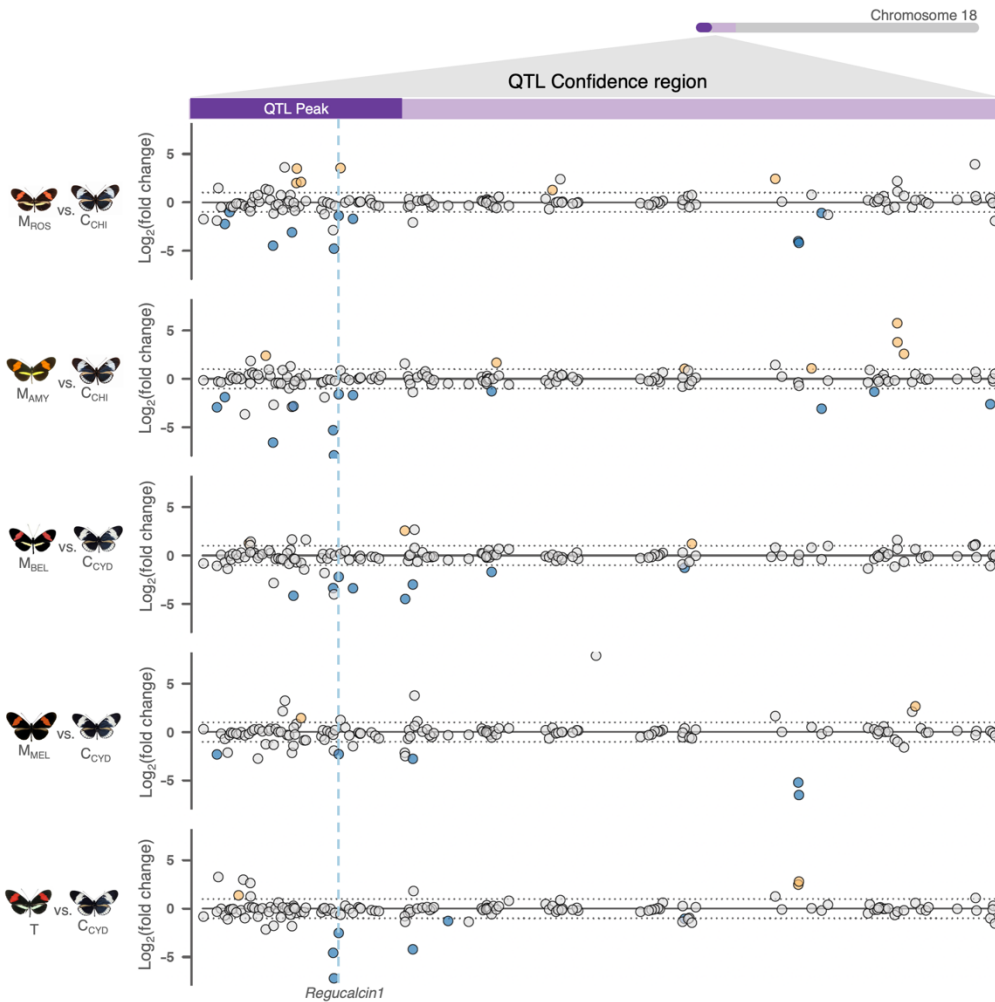 Chromosome 18
QTL Confidence region
QTL Peak
Log2(fold change)
5
0
−5
MROS vs. CCHI
Log2(fold change)
5
0
−5
MAMY vs. CCHI
Log2(fold change)
5
0
−5
MBEL vs. CCYD
Log2(fold change)
5
0
−5
MMEL vs. CCYD
Log2(fold change)
5
0
−5
T vs. CCYD
Regucalcin1